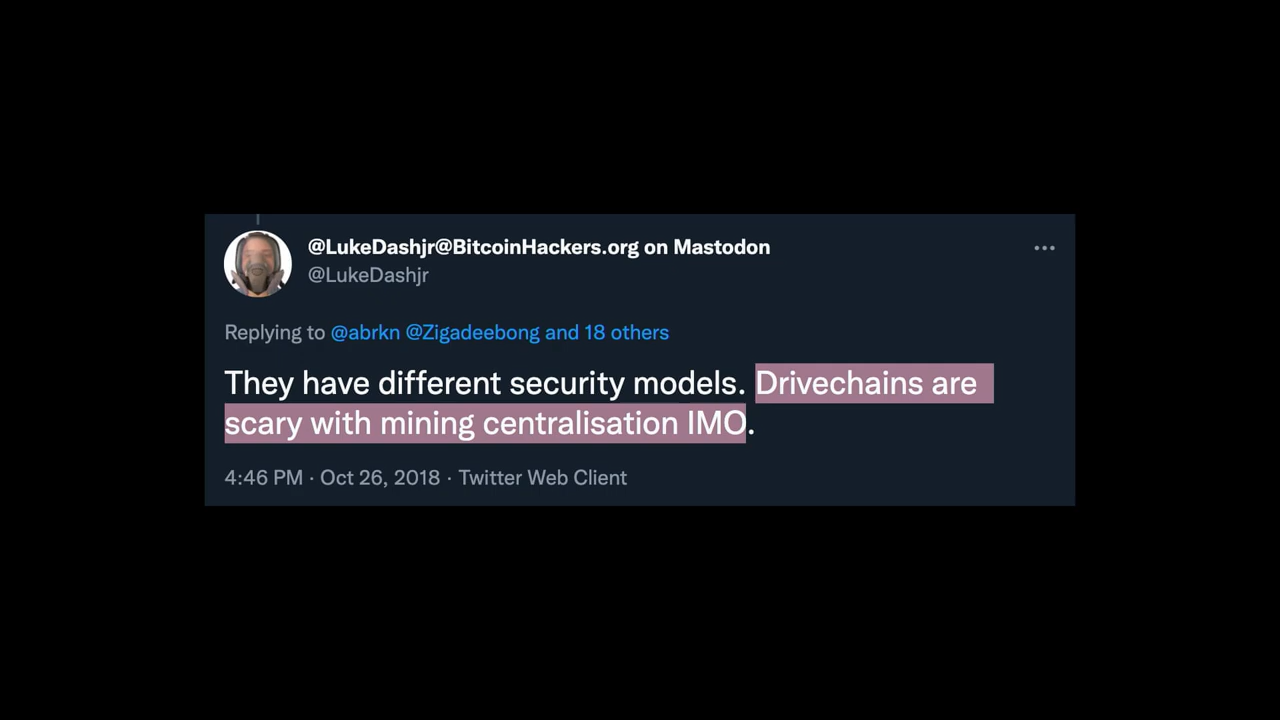 @LukeDashjr@BitcoinHackers.org on Mastodon
@LukeDashjr
Replying to @abrkn @Zigadeebong and 18 others
They have different security models. Drivechains are
scary with mining centralisation IMO.
4:46 PM · Oct 26, 2018 · Twitter Web Client